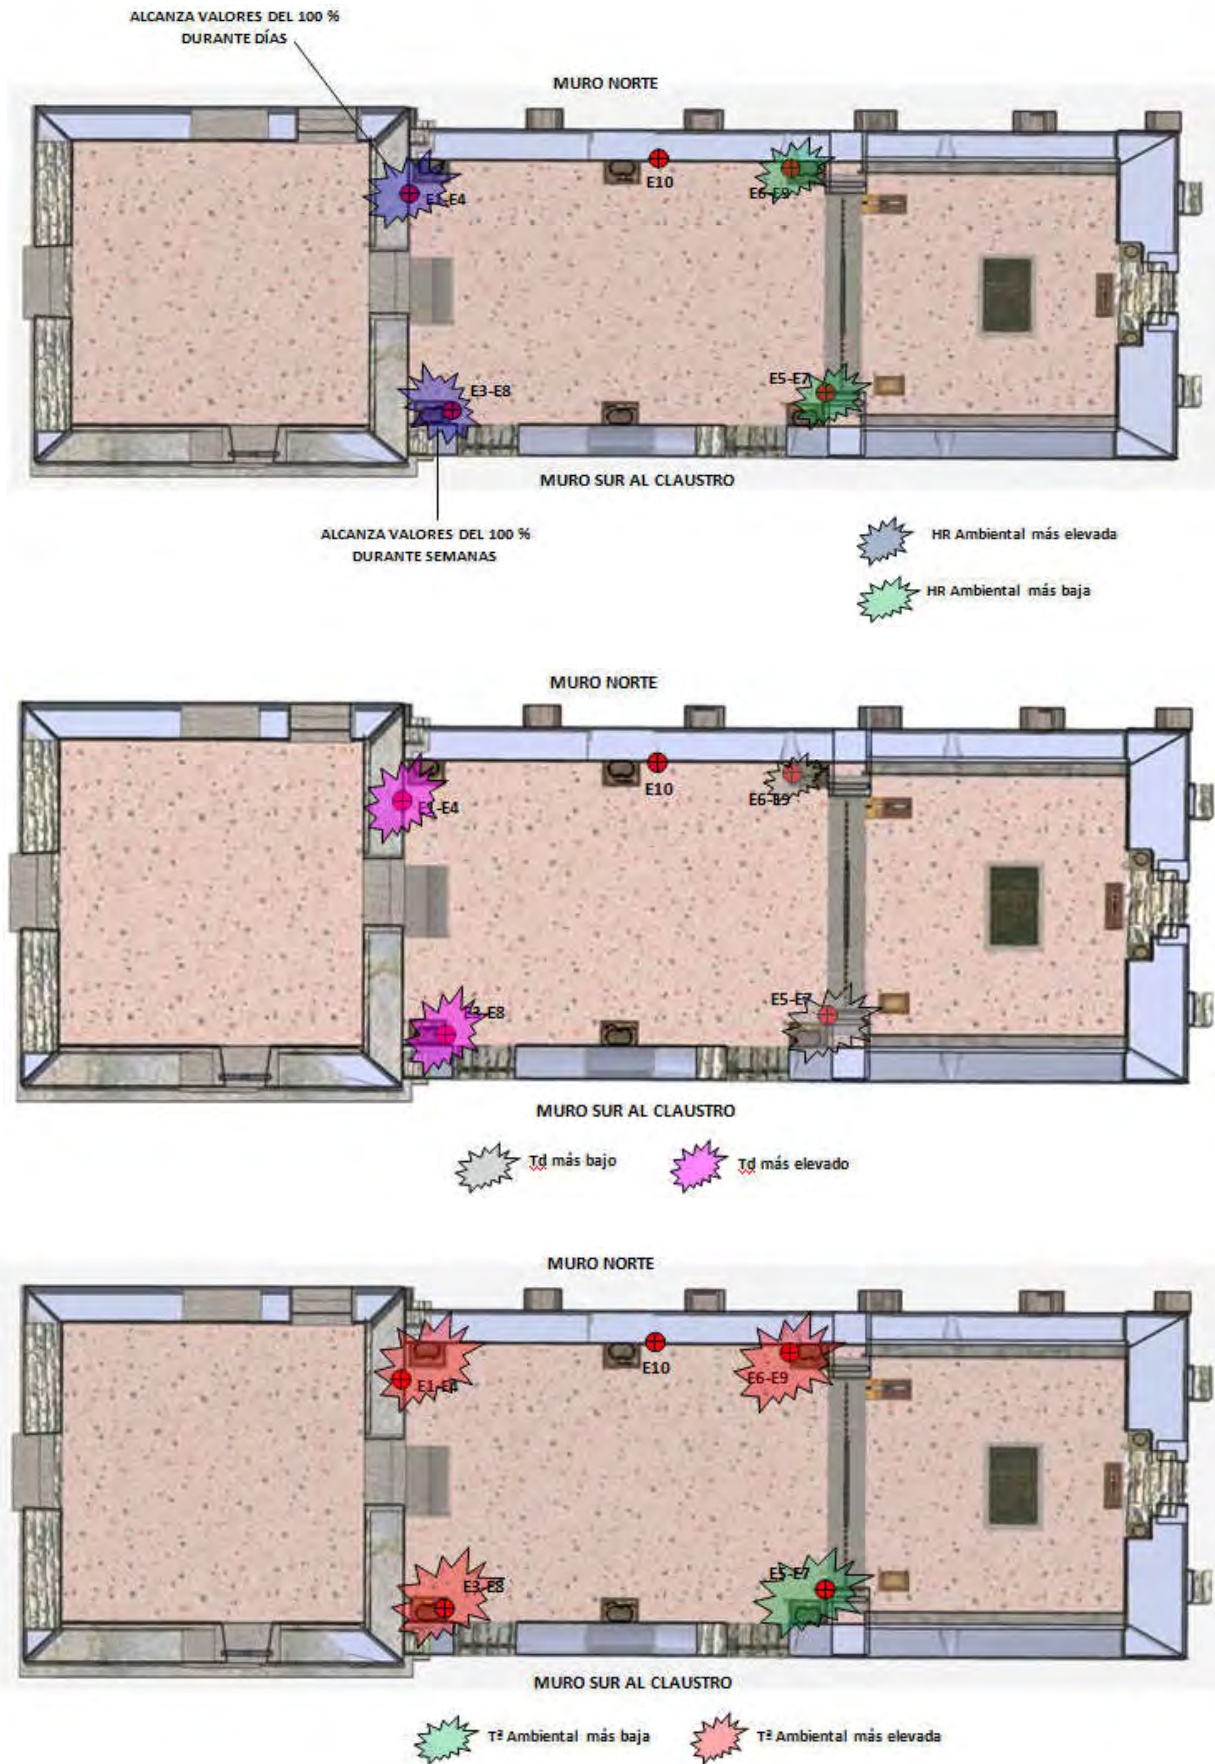 ALCANZA VALORES DEL 100 %
DURANTE DÍAS
MURO NORTE
E10
E1-E4
E6-E9
E3-E8
E5-E7
MURO SUR AL CLAUSTRO
ALCANZA VALORES DEL 100 %
DURANTE SEMANAS
HR Ambiental más elevada
HR Ambiental más baja
MURO NORTE
E10
E1-E4
E6-E9
E3-E8
E5-E7
MURO SUR AL CLAUSTRO
Td más bajo
Td más elevado
MURO NORTE
E10
E1-E4
E6-E9
E3-E8
E5-E7
MURO SUR AL CLAUSTRO
Tª Ambiental más baja
Tª Ambiental más elevada